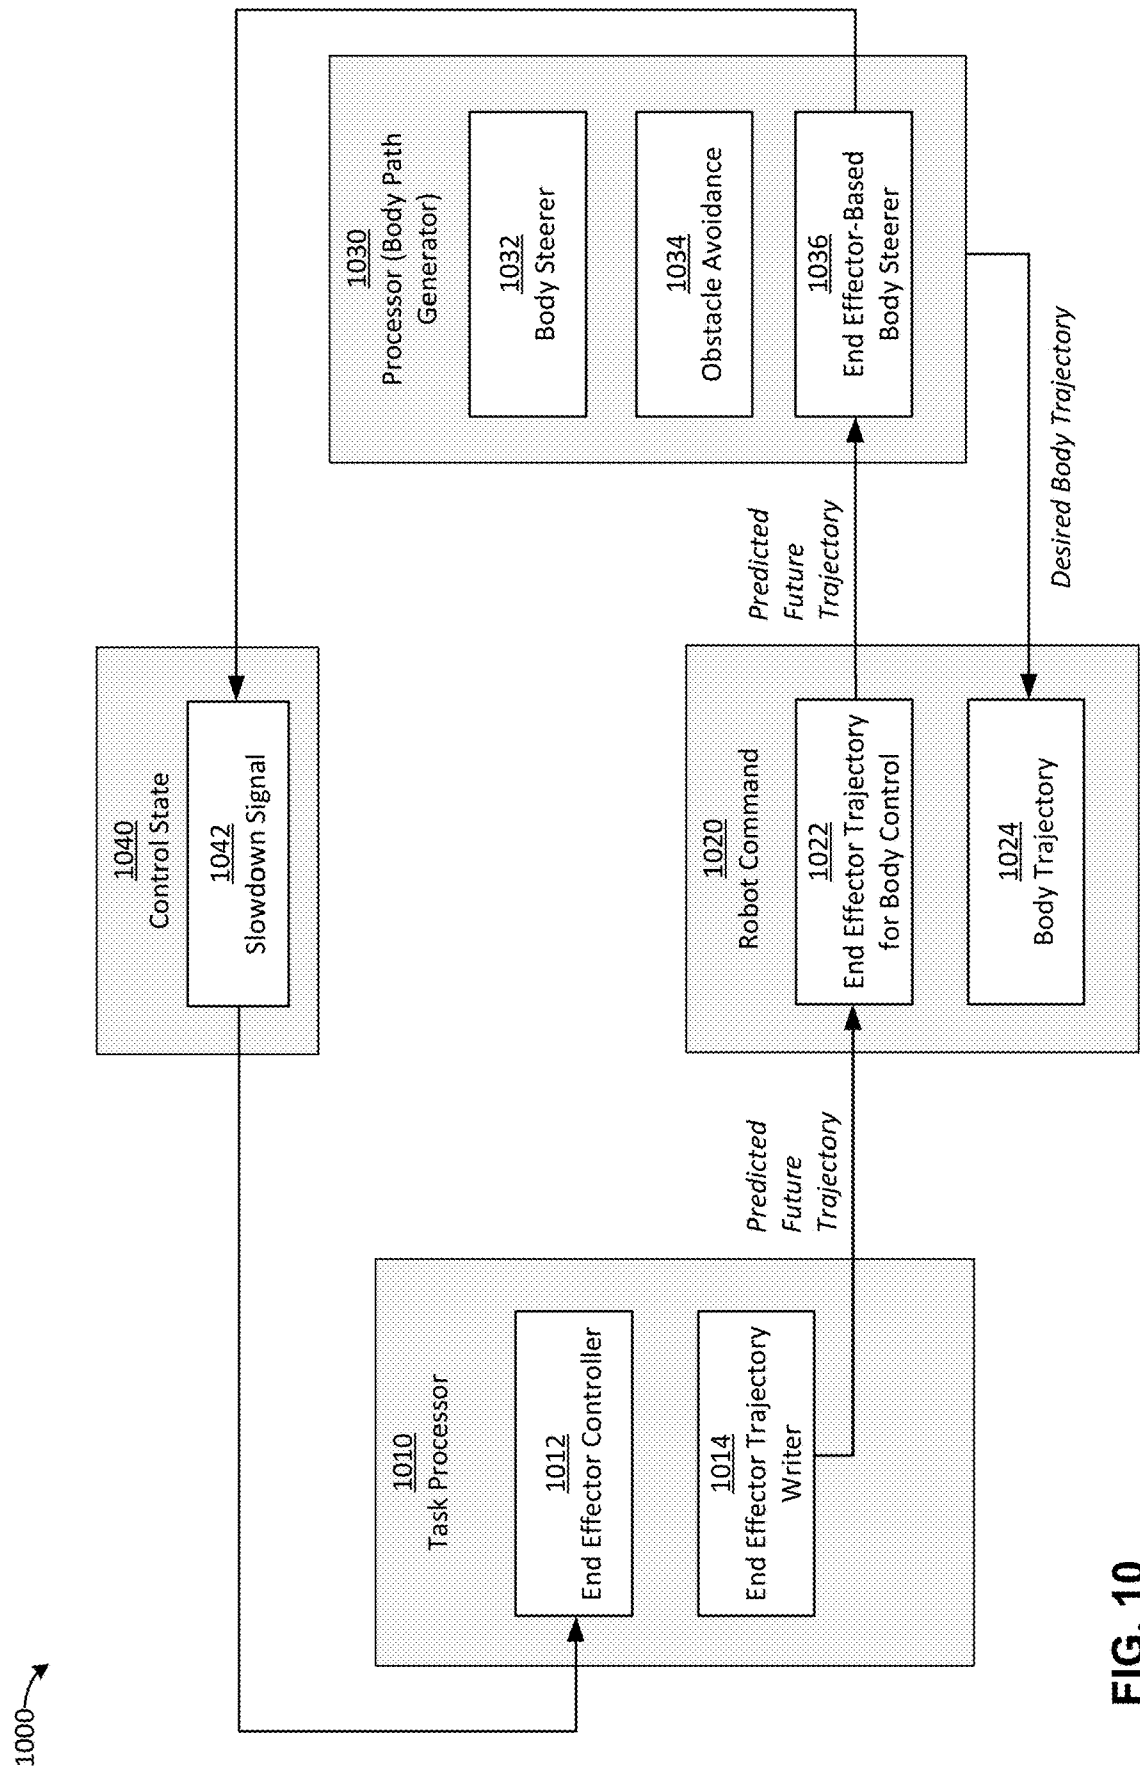 1000
1040
Control State
1042
Slowdown Signal
1010
Task Processor
1012
End Effector Controller
1014
End Effector Trajectory
Writer
Predicted
Future
Trajectory
1020
Robot Command
1022
End Effector Trajectory
for Body Control
1024
Body Trajectory
Predicted
Future
Trajectory
Desired Body Trajectory
1030
Processor (Body Path
Generator)
1032
Body Steerer
1034
Obstacle Avoidance
1036
End Effector-Based
Body Steerer
FIG. 10